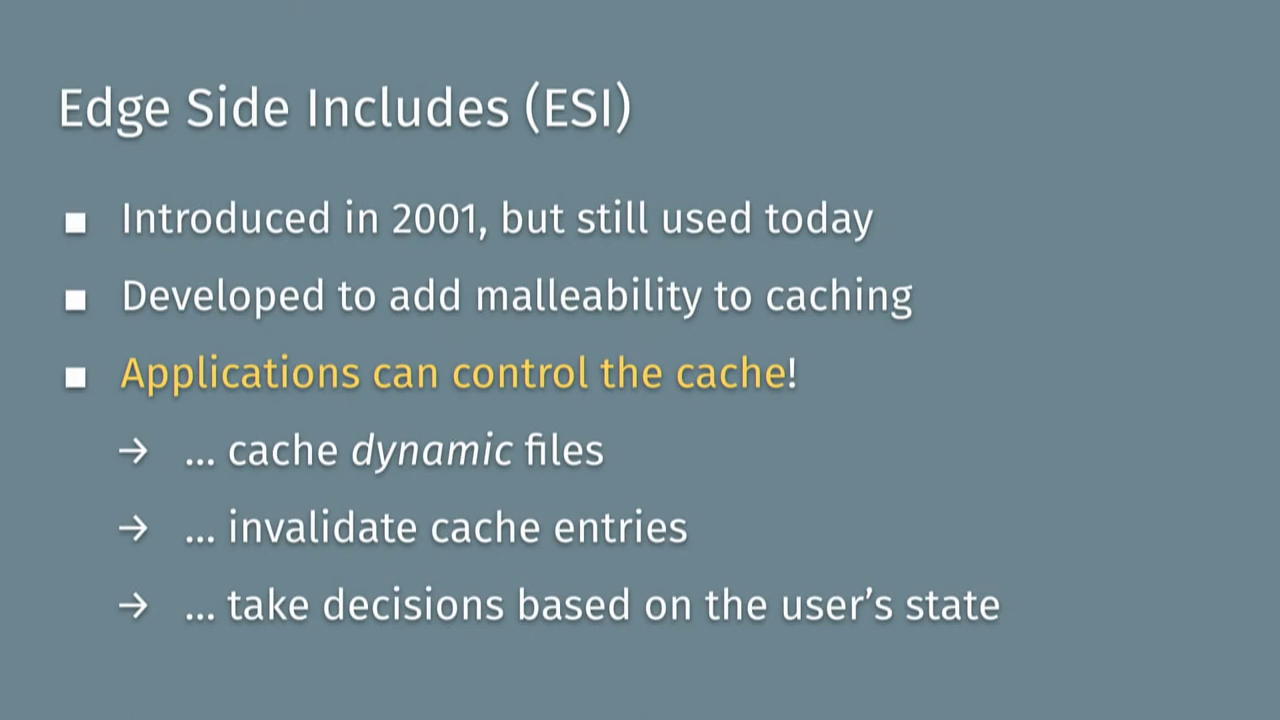 Edge Side Includes (ESI)
■ Introduced in 2001, but still used today
■ Developed to add malleability to caching
■ Applications can control the cache!
→ ... cache dynamic files
→ ... invalidate cache entries
→ ... take decisions based on the user’s state